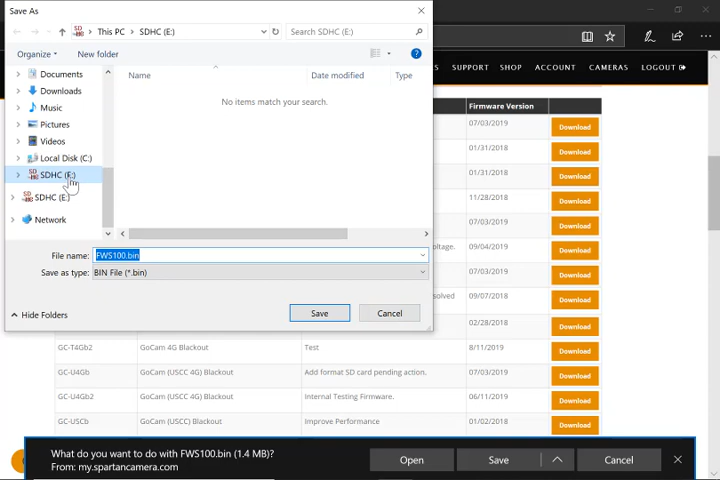 Save As
This PC > SDHC (E:)
Search SDHC (E:)
Organize
New folder
?
SUPPORT SHOP ACCOUNT CAMERAS LOGOUT
Documents
Downloads
Music
Pictures
Videos
Local Disk (C:)
SDHC (E:)
SDHC (E:)
Network
Name Date modified Type
No items match your search.
File name: FWS100.bin
Save as type: BIN File (*.bin)
Hide Folders
Save
Cancel
Firmware Version
07/03/2019 Download
01/31/2018 Download
01/31/2018 Download
11/28/2018 Download
07/03/2019 Download
oltage. 09/04/2019 Download
07/03/2019 Download
solved 09/07/2018 Download
02/28/2018 Download
GC-T4Gb2 GoCam 4G Blackout Test 8/11/2019 Download
GC-U4Gb GoCam (USCC 4G) Blackout Add format SD card pending action. 07/03/2019 Download
GC-U4Gb2 GoCam (USCC 4G) Blackout Internal Testing Firmware. 06/11/2019 Download
GC-USCb GoCam (USCC) Blackout Improve Performance 01/02/2018 Download
What do you want to do with FWS100.bin (1.4 MB)?
From: my.spartancamera.com
Open
Save
Cancel